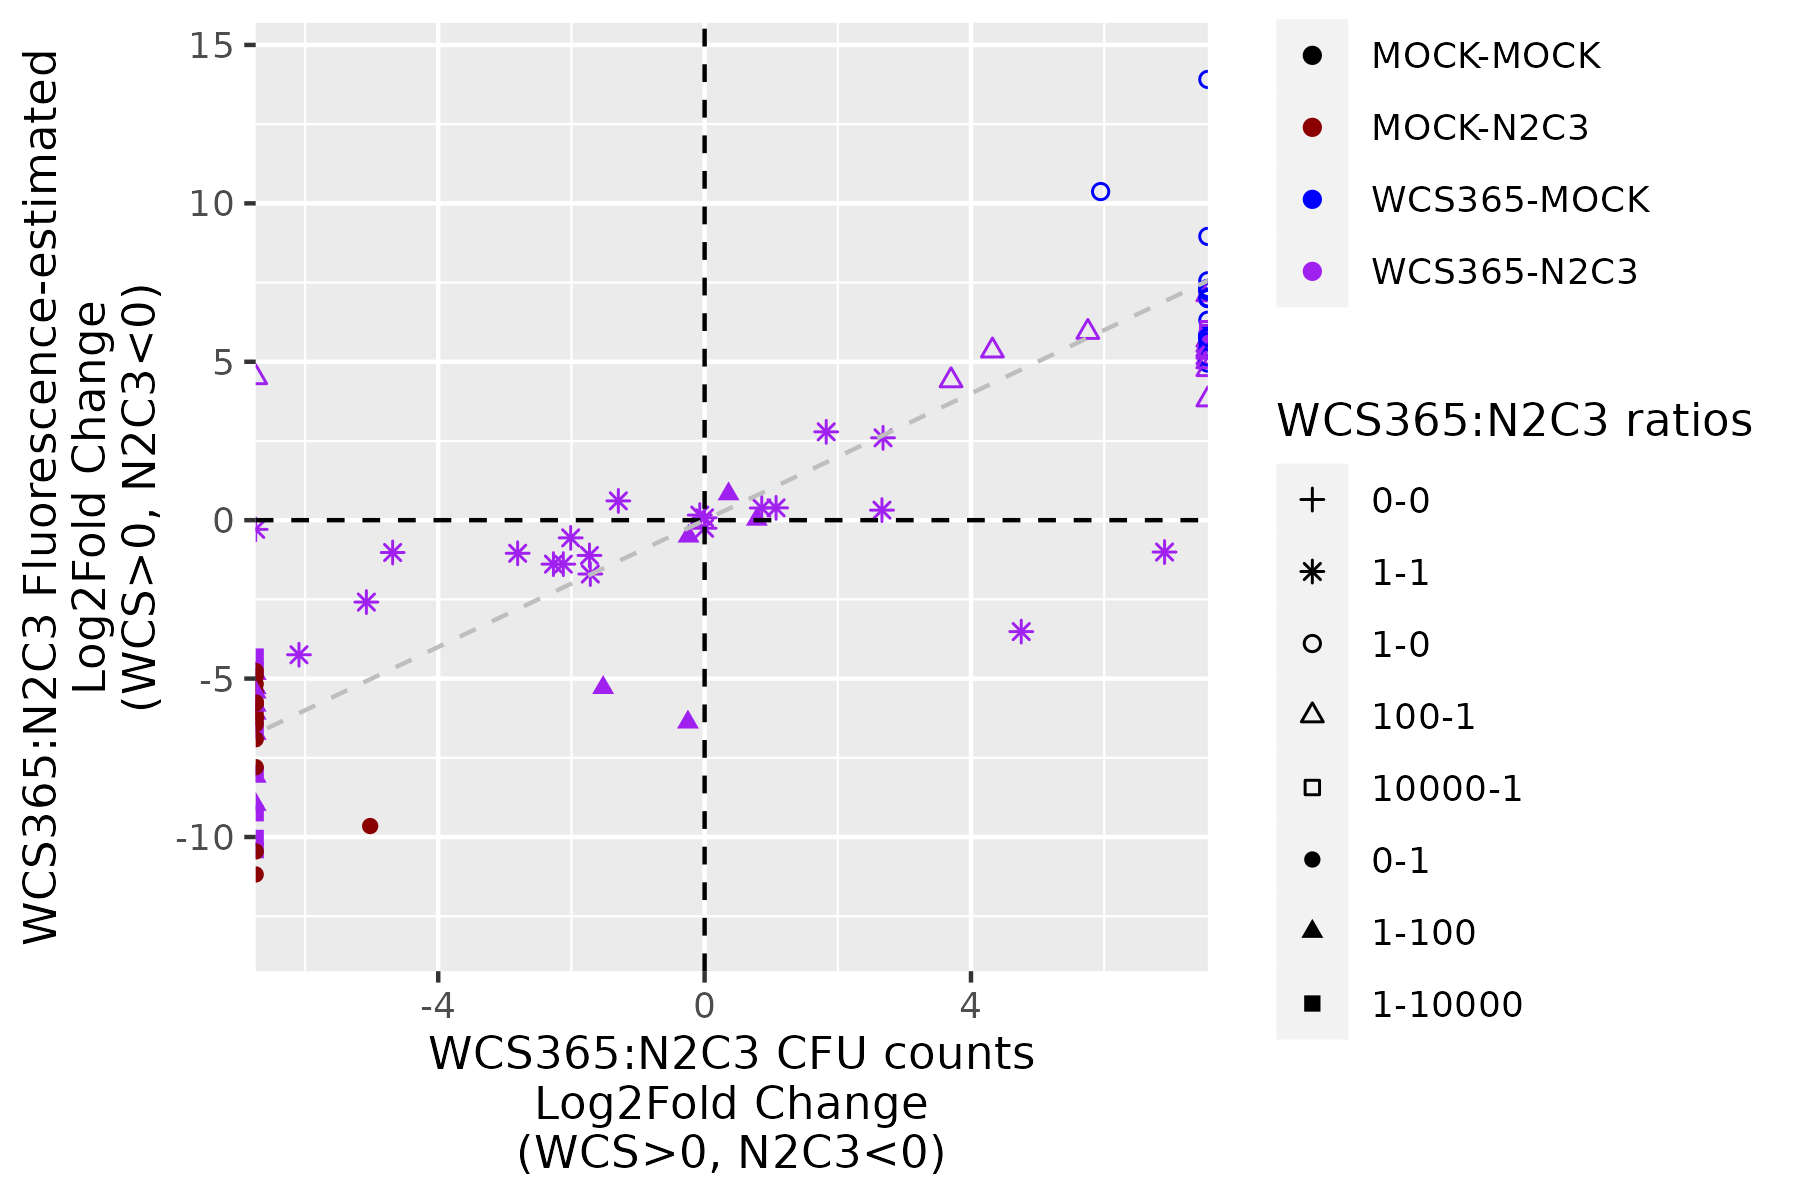 WCS365:N2C3 Fluorescence-estimated
Log2Fold Change
(WCS>0, N2C3<0)
15
10
5
0
-5
-10
-4
0
4
WCS365:N2C3 CFU counts
Log2Fold Change
(WCS>0, N2C3<0)
MOCK-MOCK
MOCK-N2C3
WCS365-MOCK
WCS365-N2C3
WCS365:N2C3 ratios
0-0
1-1
1-0
100-1
10000-1
0-1
1-100
1-10000